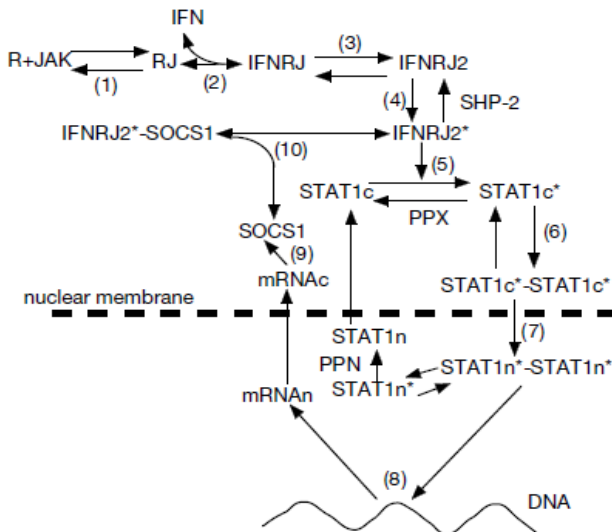 IFN
R+JAK
(1)
RJ
(2)
IFNRJ
(3)
IFNRJ2
(4)
SHP-2
IFNRJ2*-SOCS1
(10)
IFNRJ2*
(5)
STAT1c
STAT1c*
PPX
SOCS1
(6)
(9)
mRNAc
STAT1c*-STAT1c*
nuclear membrane
(7)
STAT1n
PPN
STAT1n*-STAT1n*
STAT1n*
mRNAn
(8)
DNA